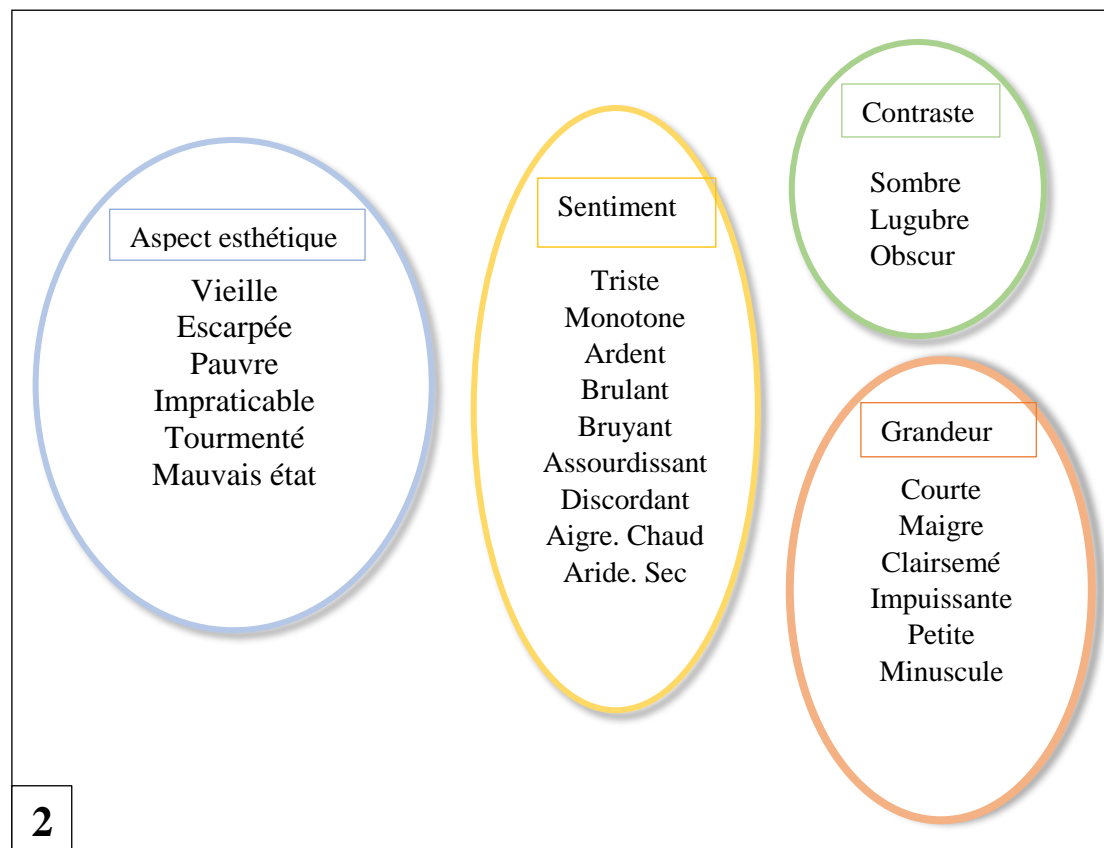 Aspect esthétique
Vieille
Escarpée
Pauvre
Impraticable
Tourmenté
Mauvais état
Sentiment
Triste
Monotone
Ardent
Brulant
Bruyant
Assourdissant
Discordant
Aigre. Chaud
Aride. Sec
Contraste
Sombre
Lugubre
Obscur
Grandeur
Courte
Maigre
Clairsemé
Impuissante
Petite
Minuscule
2